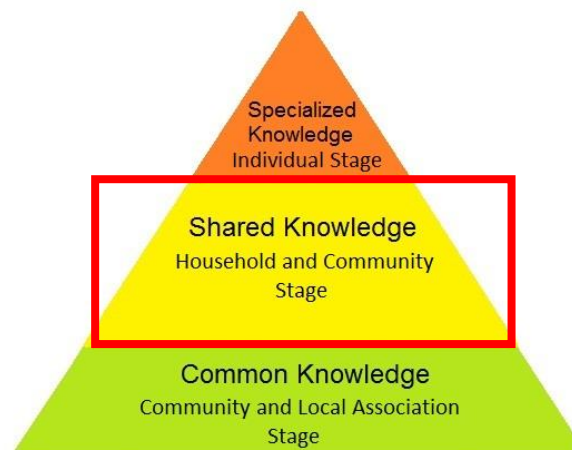 Specialized
Knowledge
Individual Stage
Shared Knowledge
Household and Community
Stage
Common Knowledge
Community and Local Association
Stage